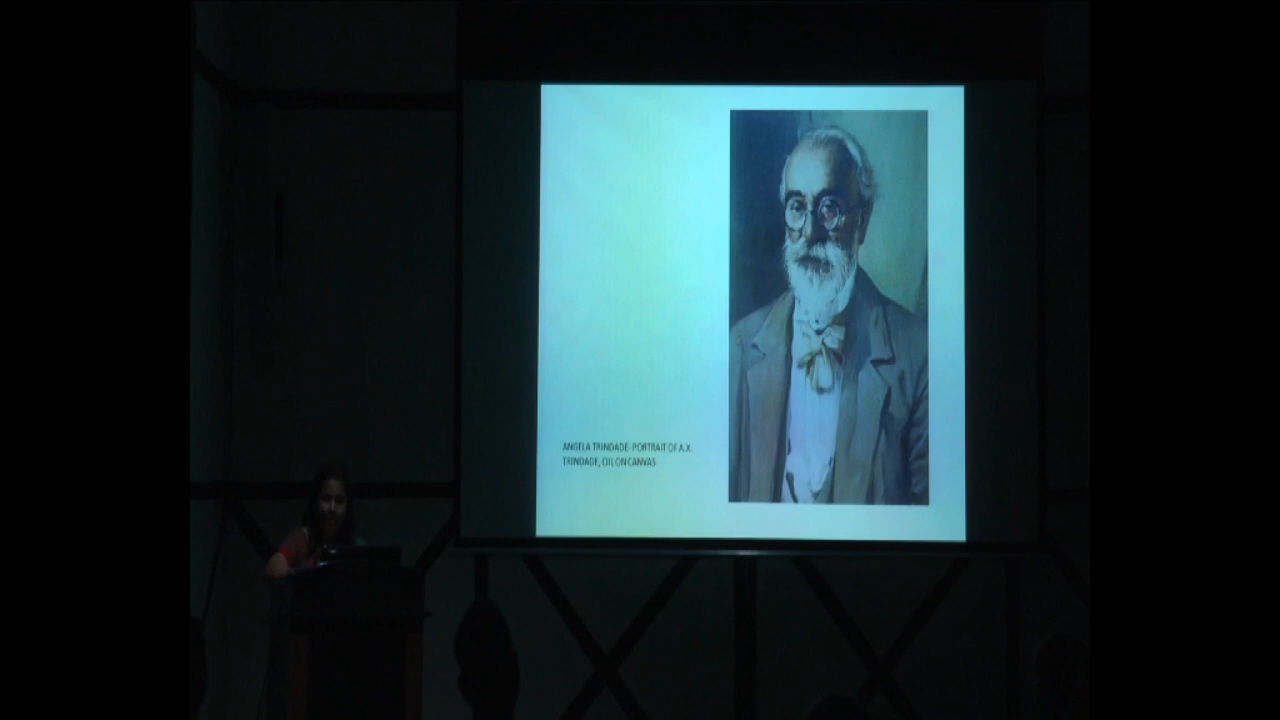 ANGELA TRINDADE- PORTRAIT OF A.X.
TRINDADE, OIL ON CANVAS